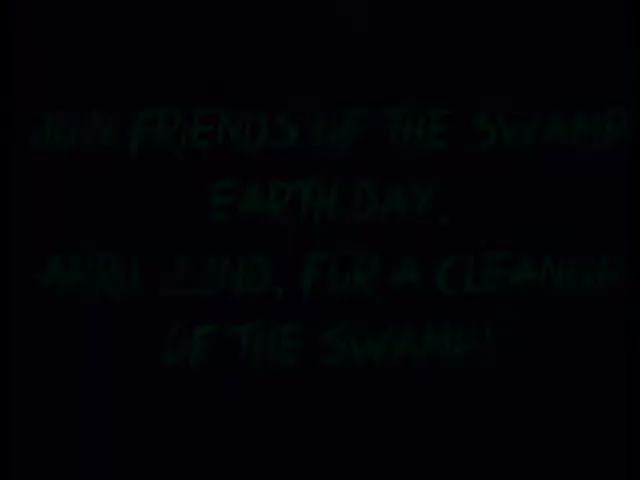 JOIN FRIENDS OF THE SWAMP
EARTH DAY,
APRIL 22ND, FOR A CLEANUP
OF THE SWAMP!